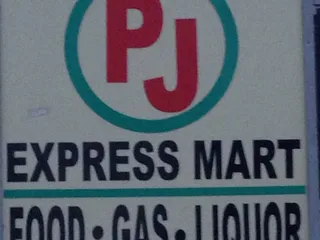 PJ
EXPRESS MART
FOOD • GAS • LIQUOR